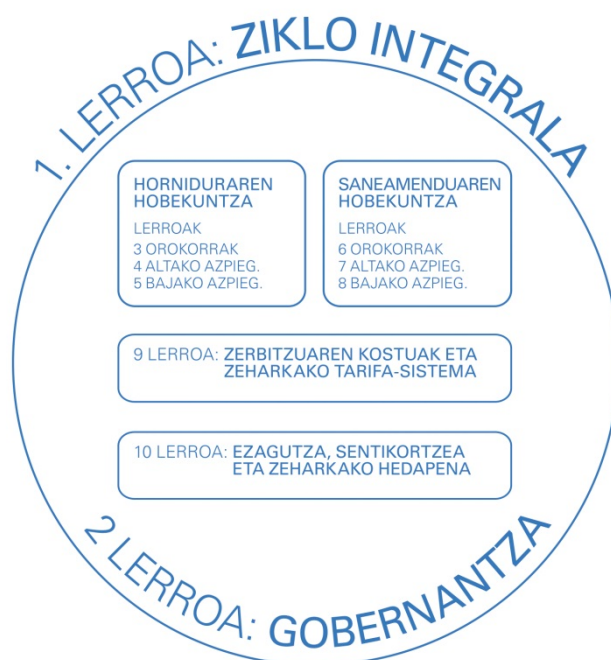 1. LERROA: ZIKLO INTEGRALA
HORNIDURAREN
HOBEKUNTZA
LERROAK
3 OROKORRAK
4 ALTAKO AZPIEG.
5 BAJAKO AZPIEG.
SANEAMENDUAREN
HOBEKUNTZA
LERROAK
6 OROKORRAK
7 ALTAKO AZPIEG.
8 BAJAKO AZPIEG.
9 LERROA: ZERBITZUAREN KOSTUAK ETA
ZEHARKAKO TARIFA-SISTEMA
10 LERROA: EZAGUTZA, SENTIKORTZEA
ETA ZEHARKAKO HEDAPENA
2 LERROA: GOBERNANTZA